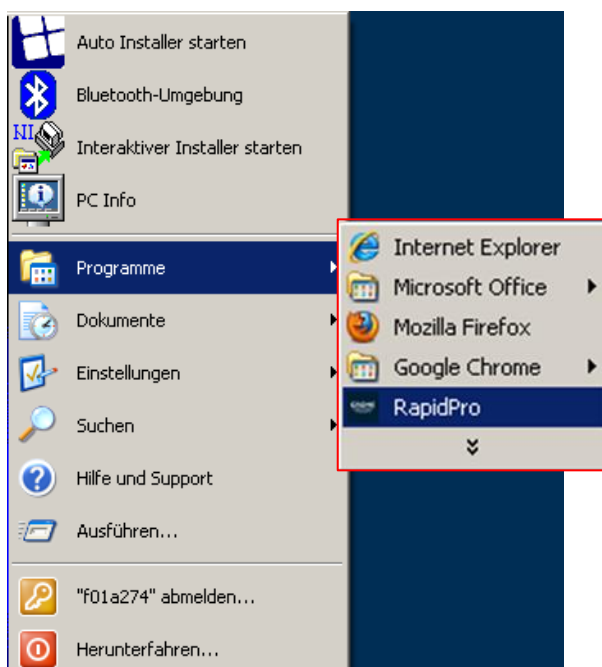 Auto Installer starten
Bluetooth-Umgebung
NI
Interaktiver Installer starten
PC Info
Programme
Dokumente
Einstellungen
Suchen
Hilfe und Support
Ausführen...
"f01a274" abmelden...
Herunterfahren...
Internet Explorer
Microsoft Office
Mozilla Firefox
Google Chrome
RapidPro